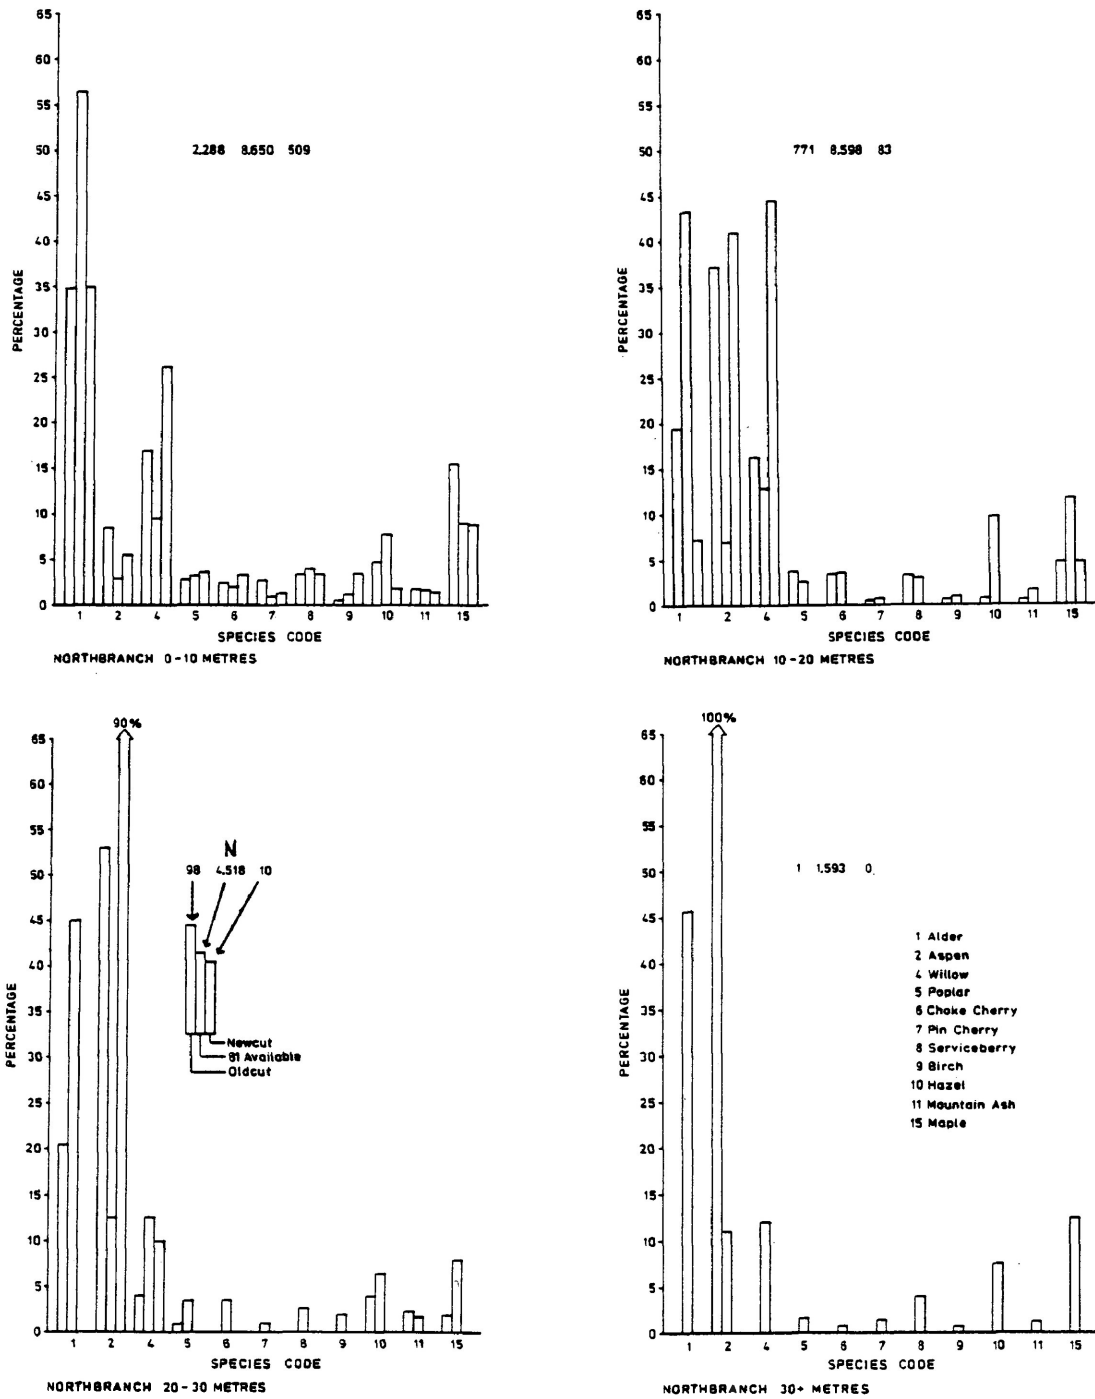 65
60
55
50
45
40
35
30
25
20
15
10
5
0
PERCENTAGE
2.288 8.650 509
1 2 4 5 6 7 8 9 10 11 15
SPECIES CODE
NORTHBRANCH 0-10 METRES
65
60
55
50
45
40
35
30
25
20
15
10
5
0
PERCENTAGE
771 8.598 83
1 2 4 5 6 7 8 9 10 11 15
SPECIES CODE
NORTHBRANCH 10-20 METRES
90%
65
60
55
50
45
40
35
30
25
20
15
10
5
0
PERCENTAGE
N
98 4.518 10
Newcut
81 Available
Oldcut
1 2 4 5 6 7 8 9 10 11 15
SPECIES CODE
NORTHBRANCH 20-30 METRES
100%
65
60
55
50
45
40
35
30
25
20
15
10
5
0
PERCENTAGE
1 1.593 0
1 Alder
2 Aspen
4 Willow
5 Poplar
6 Choke Cherry
7 Pin Cherry
8 Serviceberry
9 Birch
10 Hazel
11 Mountain Ash
15 Maple
1 2 4 5 6 7 8 9 10 11 15
SPECIES CODE
NORTHBRANCH 30+ METRES